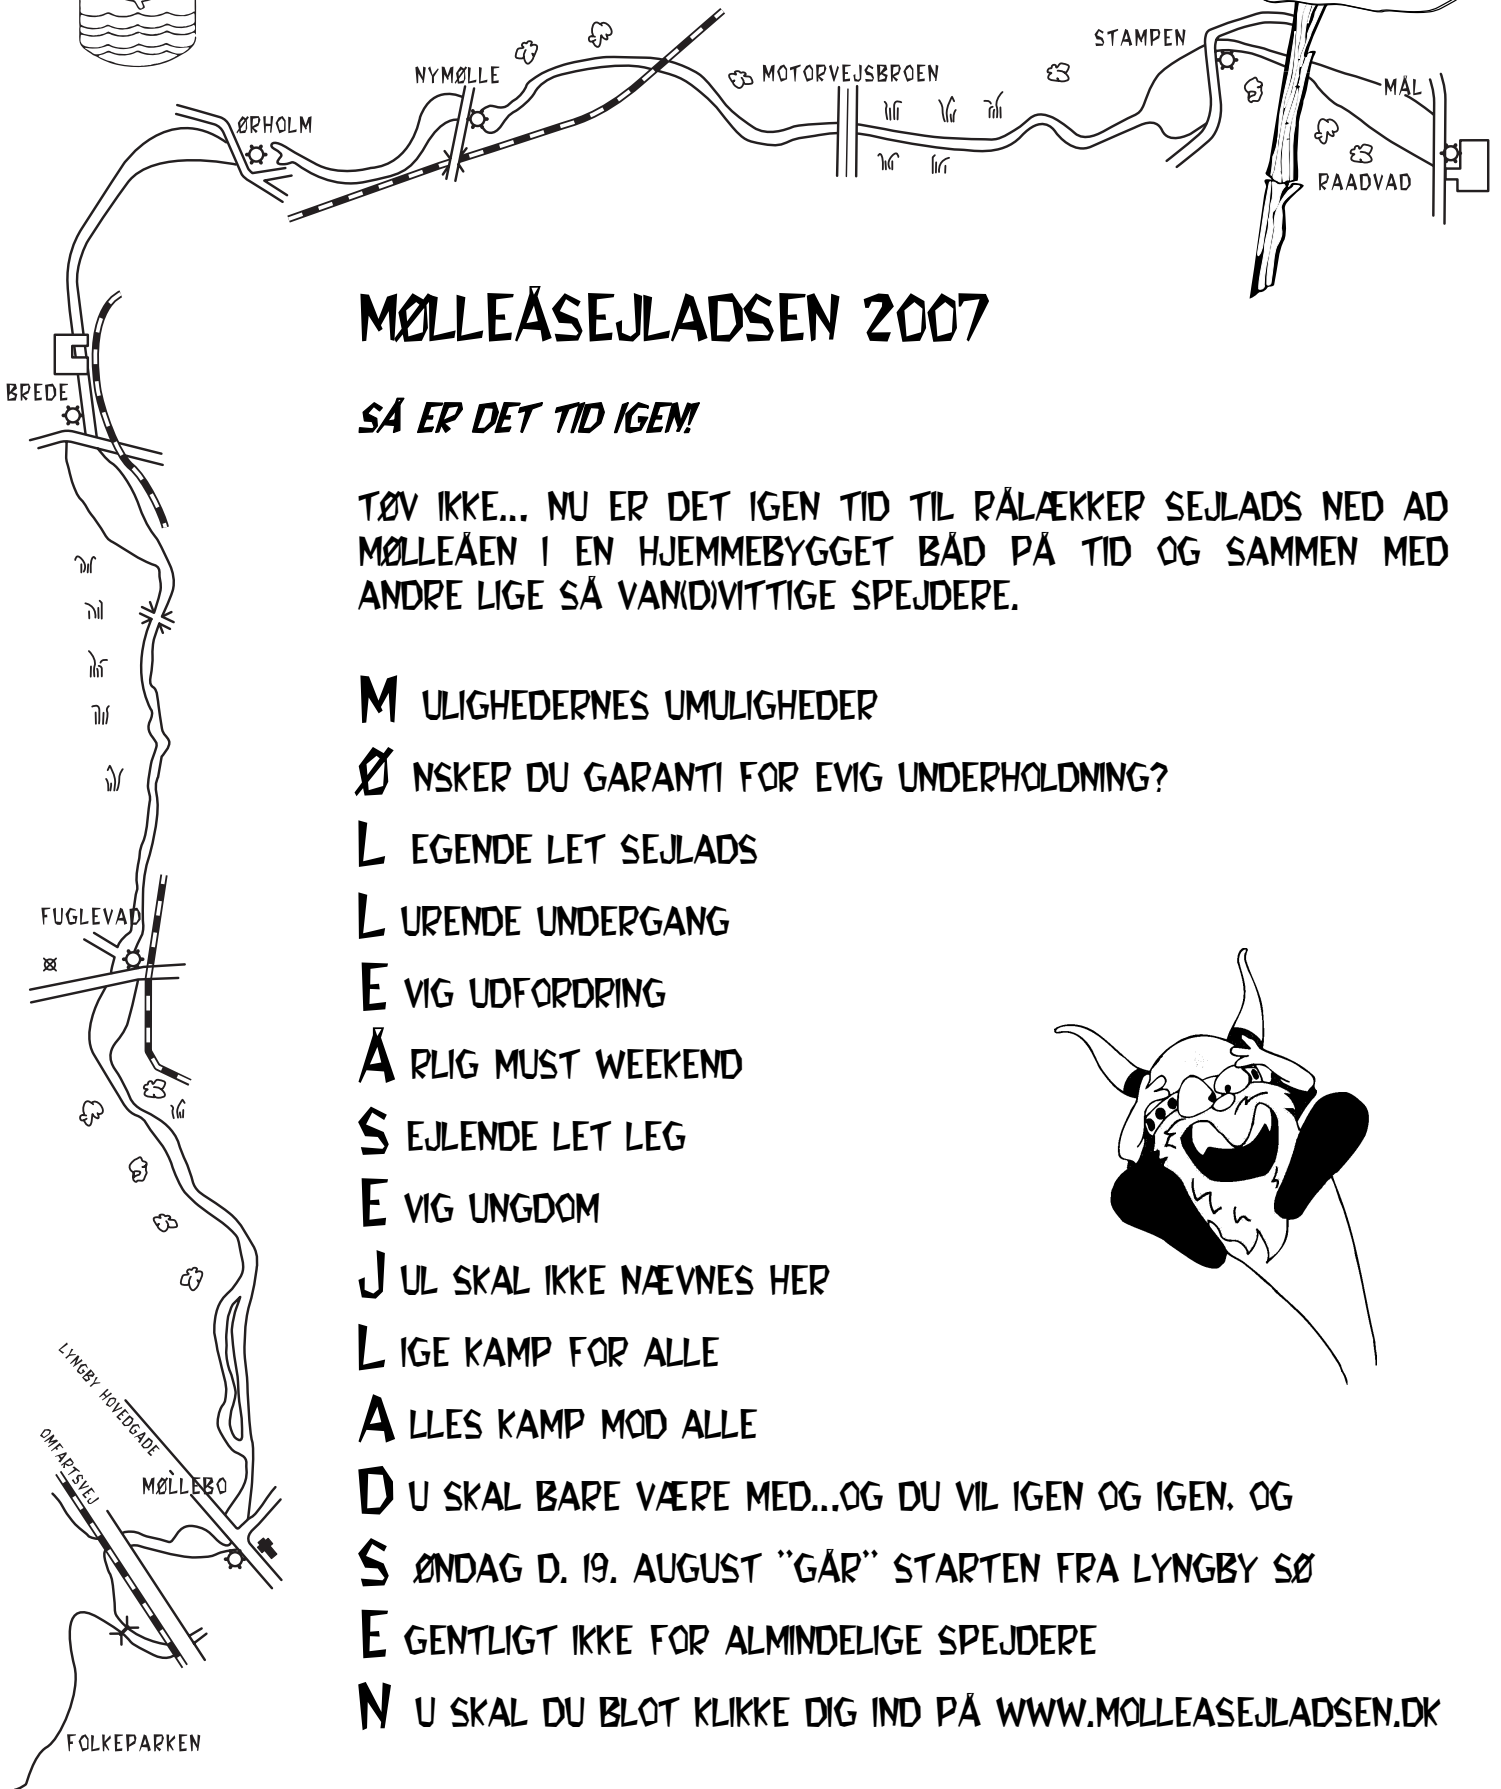 STAMPEN
NYMØLLE
MOTORVEJSBROEN
MÅL
ØRHOLM
RAADVAD
MØLLEÅSEJLADSEN 2007
BREDE
SÅ ER DET TID IGEN!
TØV IKKE... NU ER DET IGEN TID TIL RÅLÆKKER SEJLADS NED AD
MØLLEÅEN I EN HJEMMEBYGGET BÅD PÅ TID OG SAMMEN MED
ANDRE LIGE SÅ VAN(D)VITTIGE SPEJDERE.
M ULIGHEDERNES UMULIGHEDER
Ø NSKER DU GARANTI FOR EVIG UNDERHOLDNING?
L EGENDE LET SEJLADS
L URENDE UNDERGANG
FUGLEVAD
E VIG UDFORDRING
Å RLIG MUST WEEKEND
S EJLENDE LET LEG
E VIG UNGDOM
J UL SKAL IKKE NÆVNES HER
L IGE KAMP FOR ALLE
LYNGBY HOVEDGADE
A LLES KAMP MOD ALLE
OMFARTSVEJ
MØLLEBO
D U SKAL BARE VÆRE MED...OG DU VIL IGEN OG IGEN, OG
S ØNDAG D. 19. AUGUST "GÅR" STARTEN FRA LYNGBY SØ
E GENTLIGT IKKE FOR ALMINDELIGE SPEJDERE
N U SKAL DU BLOT KLIKKE DIG IND PÅ WWW.MOLLEASEJLADSEN.DK
FOLKEPARKEN